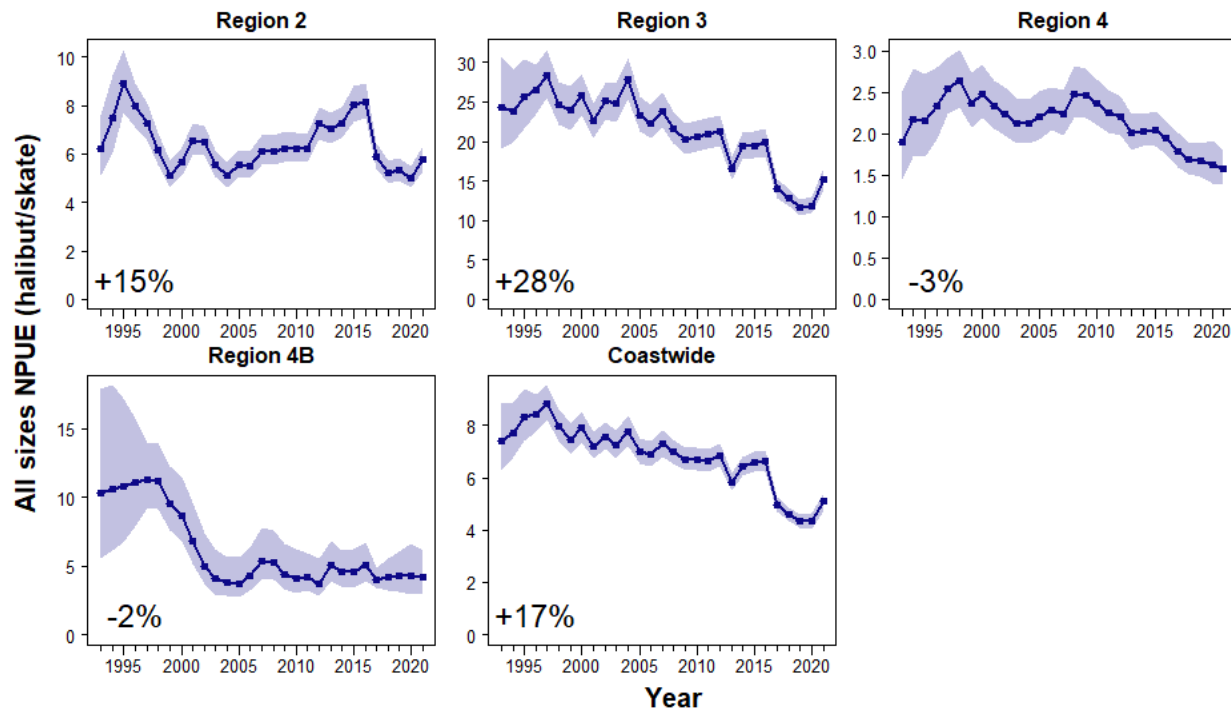 Region 2
Region 3
Region 4
10
8
6
4
2
0
+15%
1995 2000 2005 2010 2015 2020
30
25
20
15
10
5
0
+28%
1995 2000 2005 2010 2015 2020
3.0
2.5
2.0
1.5
1.0
0.5
0.0
-3%
1995 2000 2005 2010 2015 2020
All sizes NPUE (halibut/skate)
Region 4B
Coastwide
15
10
5
0
-2%
1995 2000 2005 2010 2015 2020
8
6
4
2
0
+17%
1995 2000 2005 2010 2015 2020
Year